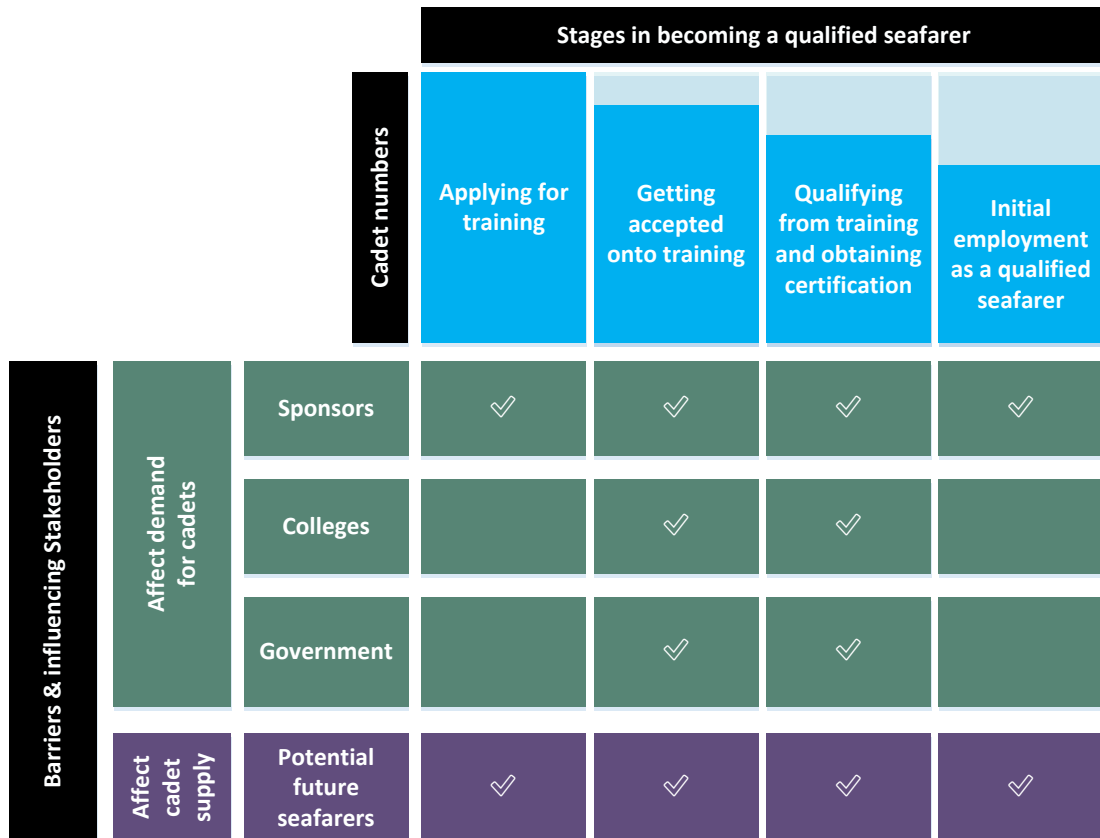 Stages in becoming a qualified seafarer
Cadet numbers
Applying for
training
Getting
accepted
onto training
Qualifying
from training
and obtaining
certification
Initial
employment
as a qualified
seafarer
Barriers & influencing Stakeholders
Affect demand
for cadets
Sponsors
Colleges
Government
Affect
cadet
supply
Potential
future
seafarers